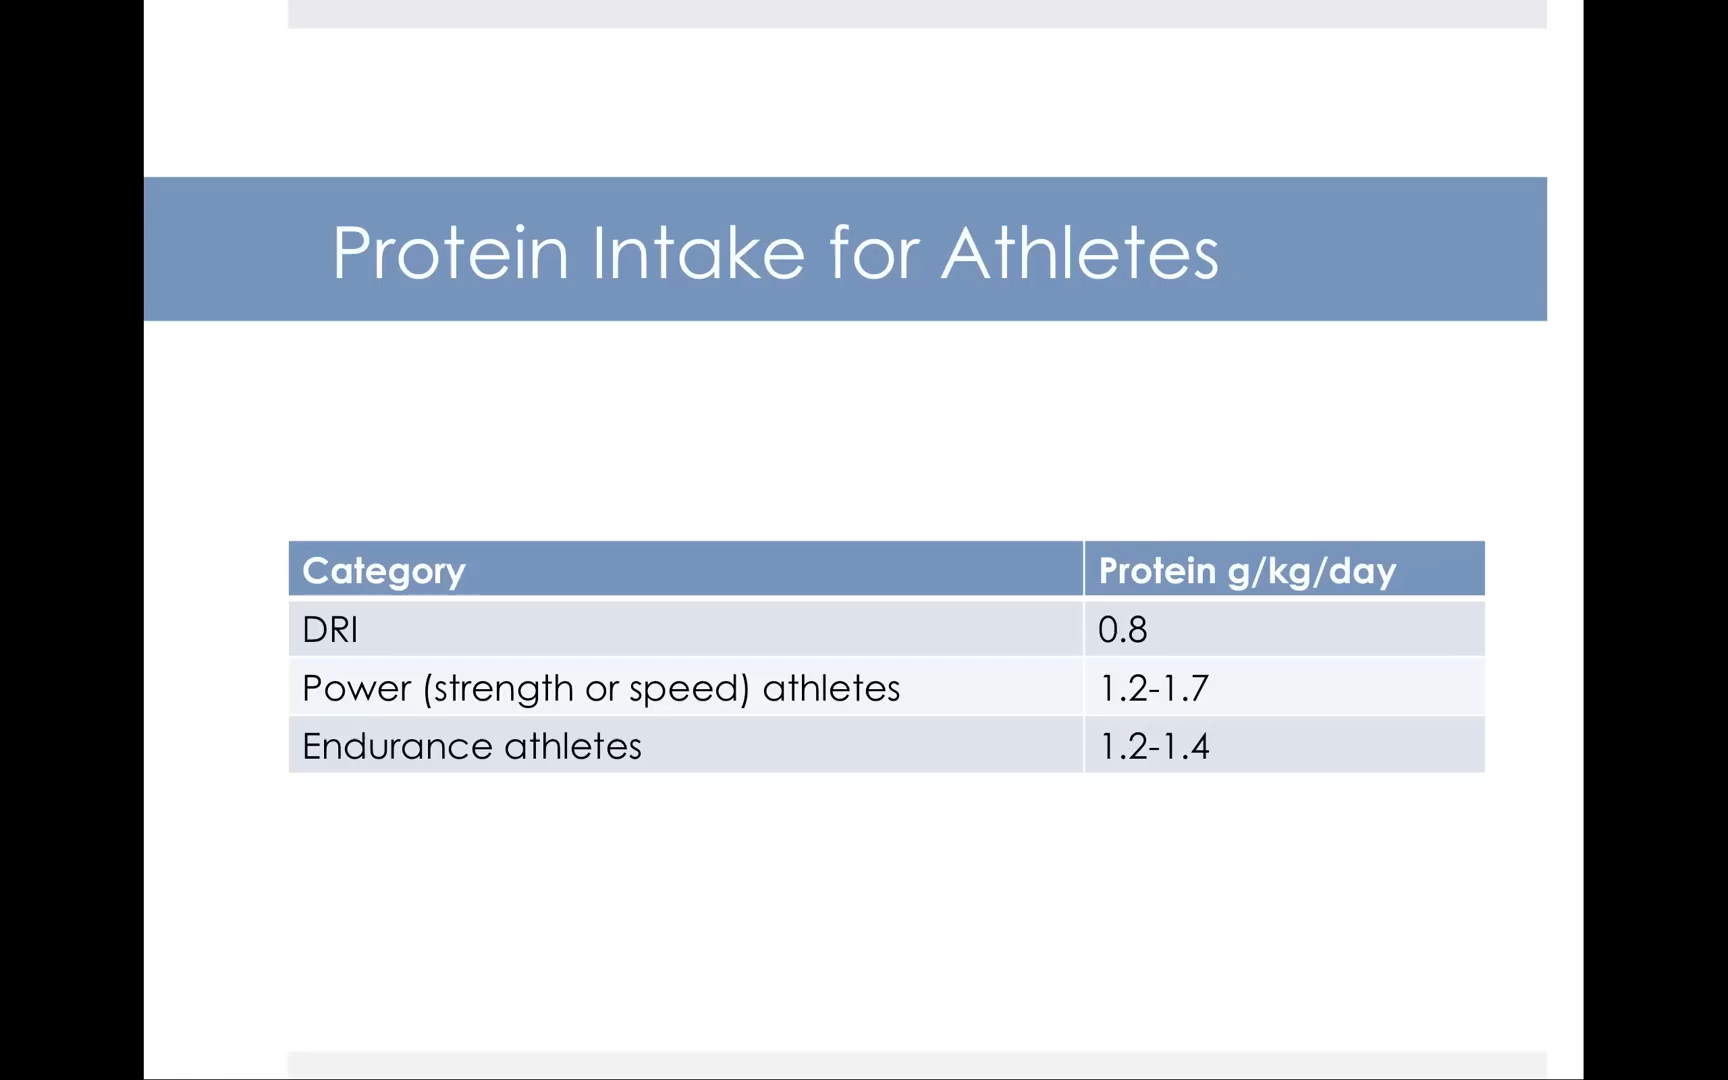 Protein Intake for Athletes
Category Protein g/kg/day
DRI 0.8
Power (strength or speed) athletes 1.2-1.7
Endurance athletes 1.2-1.4